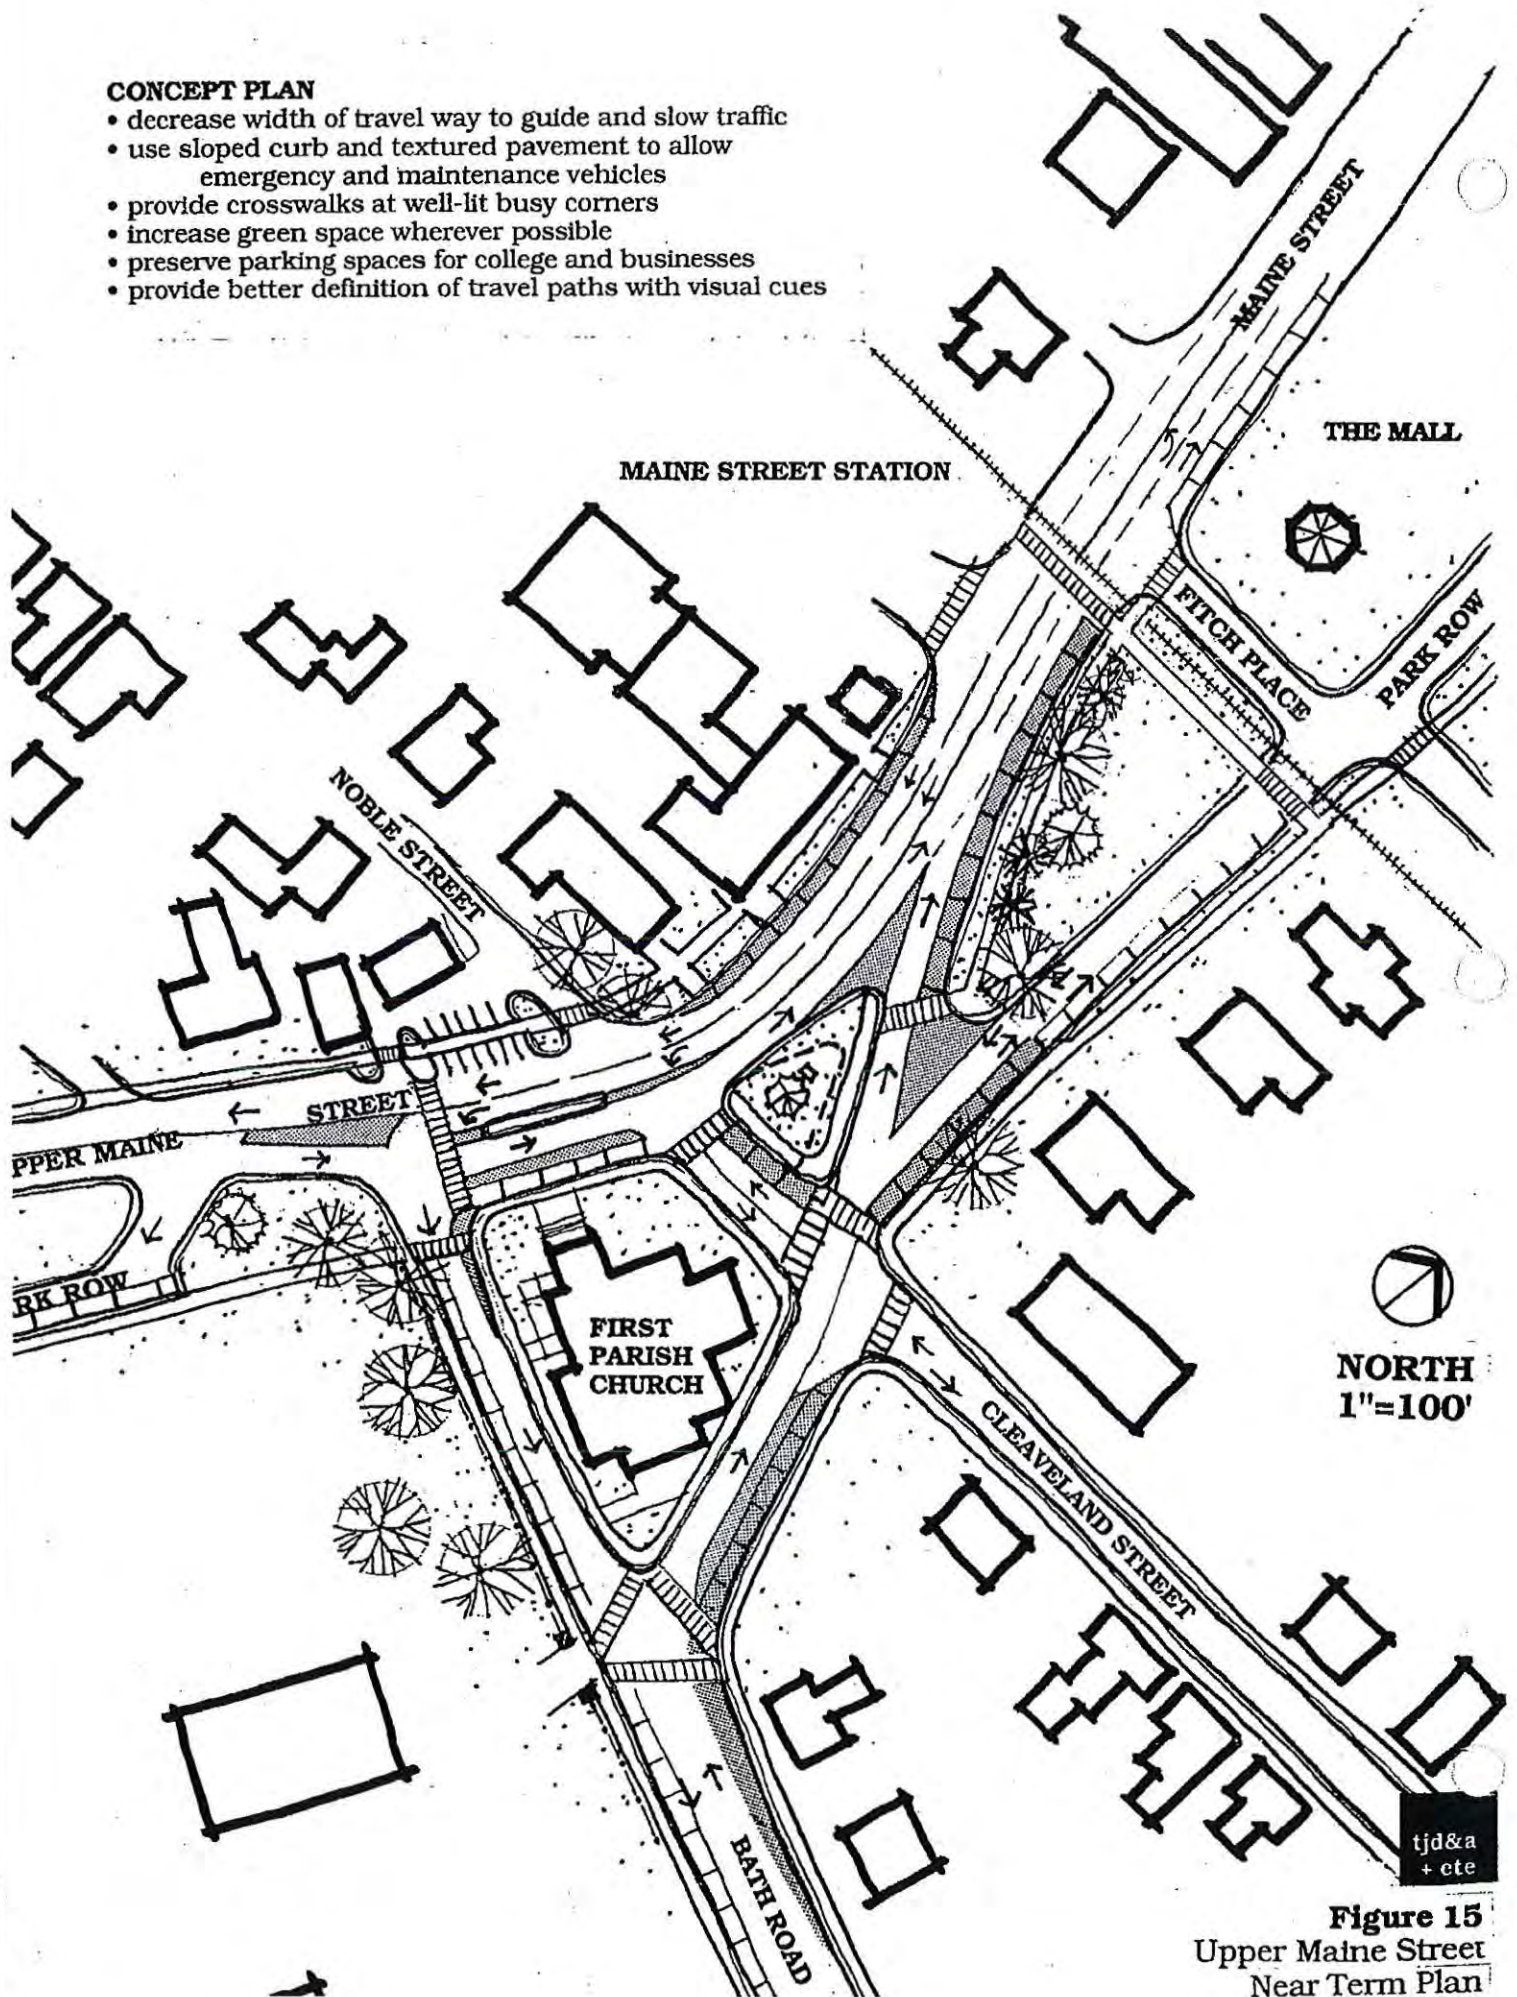 CONCEPT PLAN
• decrease width of travel way to guide and slow traffic
• use sloped curb and textured pavement to allow
emergency and maintenance vehicles
• provide crosswalks at well-lit busy corners
• increase green space wherever possible
• preserve parking spaces for college and businesses
• provide better definition of travel paths with visual cues
MAINE STREET
THE MALL
MAINE STREET STATION
FITCH PLACE
PARK ROW
NOBLE STREET
STREET
PPER MAINE
RK ROW
FIRST
PARISH
CHURCH
NORTH
1"=100'
CLEAVELAND STREET
BATH ROAD
tjd&a
+ cte
Figure 15
Upper Maine Street
Near Term Plan